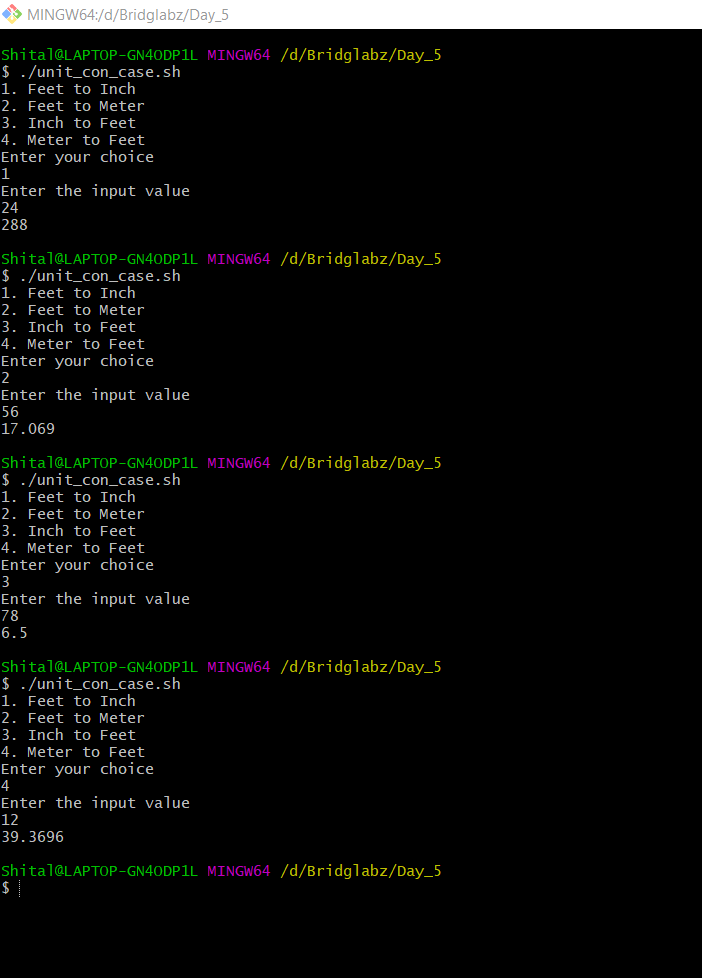 MINGW64:/d/Bridglabz/Day_5
Shital@LAPTOP-GN4ODP1L MINGW64 /d/Bridglabz/Day_5
$ ./unit_con_case.sh
1. Feet to Inch
2. Feet to Meter
3. Inch to Feet
4. Meter to Feet
Enter your choice
1
Enter the input value
24
288
Shital@LAPTOP-GN4ODP1L MINGW64 /d/Bridglabz/Day_5
$ ./unit_con_case.sh
1. Feet to Inch
2. Feet to Meter
3. Inch to Feet
4. Meter to Feet
Enter your choice
2
Enter the input value
56
17.069
Shital@LAPTOP-GN4ODP1L MINGW64 /d/Bridglabz/Day_5
$ ./unit_con_case.sh
1. Feet to Inch
2. Feet to Meter
3. Inch to Feet
4. Meter to Feet
Enter your choice
3
Enter the input value
78
6.5
Shital@LAPTOP-GN4ODP1L MINGW64 /d/Bridglabz/Day_5
$ ./unit_con_case.sh
1. Feet to Inch
2. Feet to Meter
3. Inch to Feet
4. Meter to Feet
Enter your choice
4
Enter the input value
12
39.3696
Shital@LAPTOP-GN4ODP1L MINGW64 /d/Bridglabz/Day_5
$